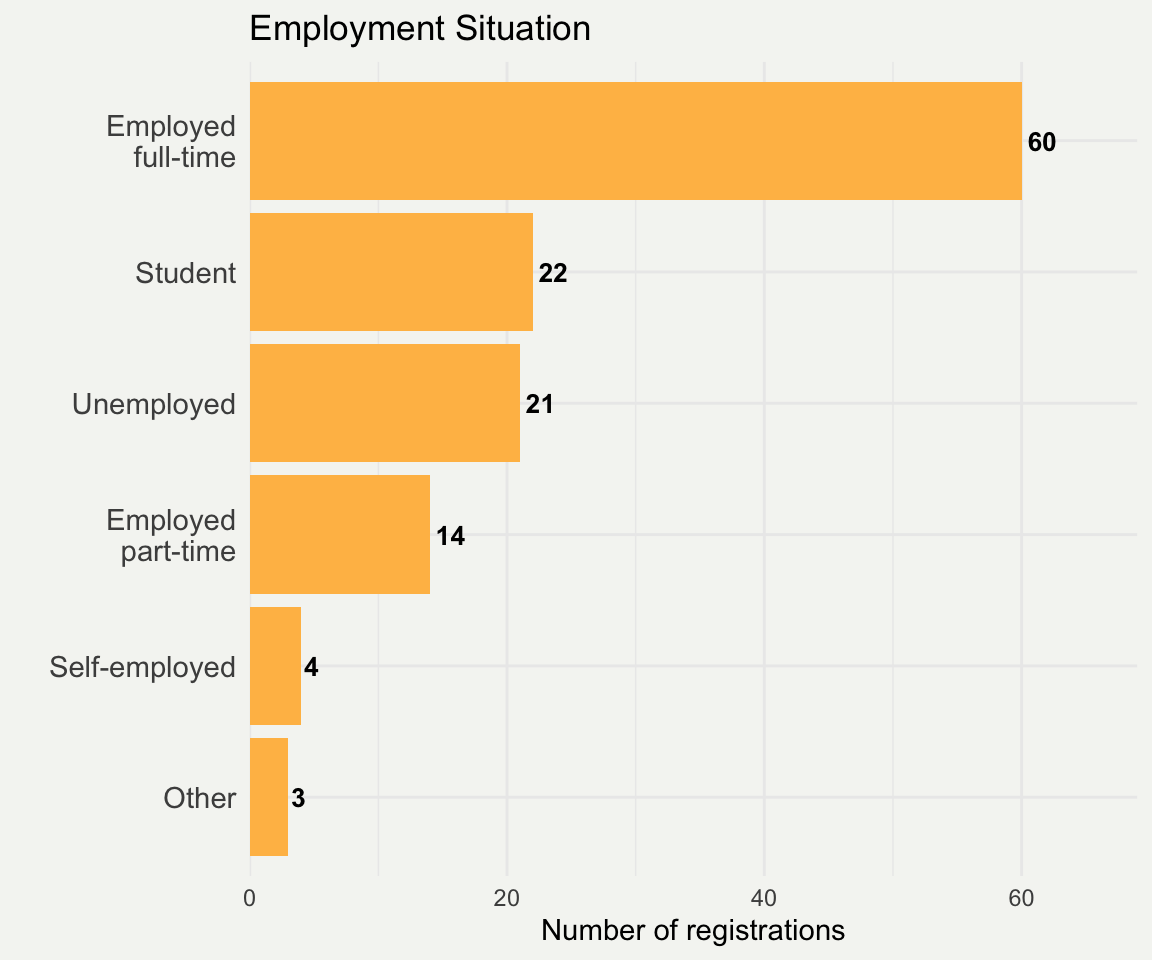 Employment Situation
Employed
full-time
60
Student
22
Unemployed
21
Employed
part-time
14
Self-employed
4
Other
3
0 20 40 60
Number of registrations